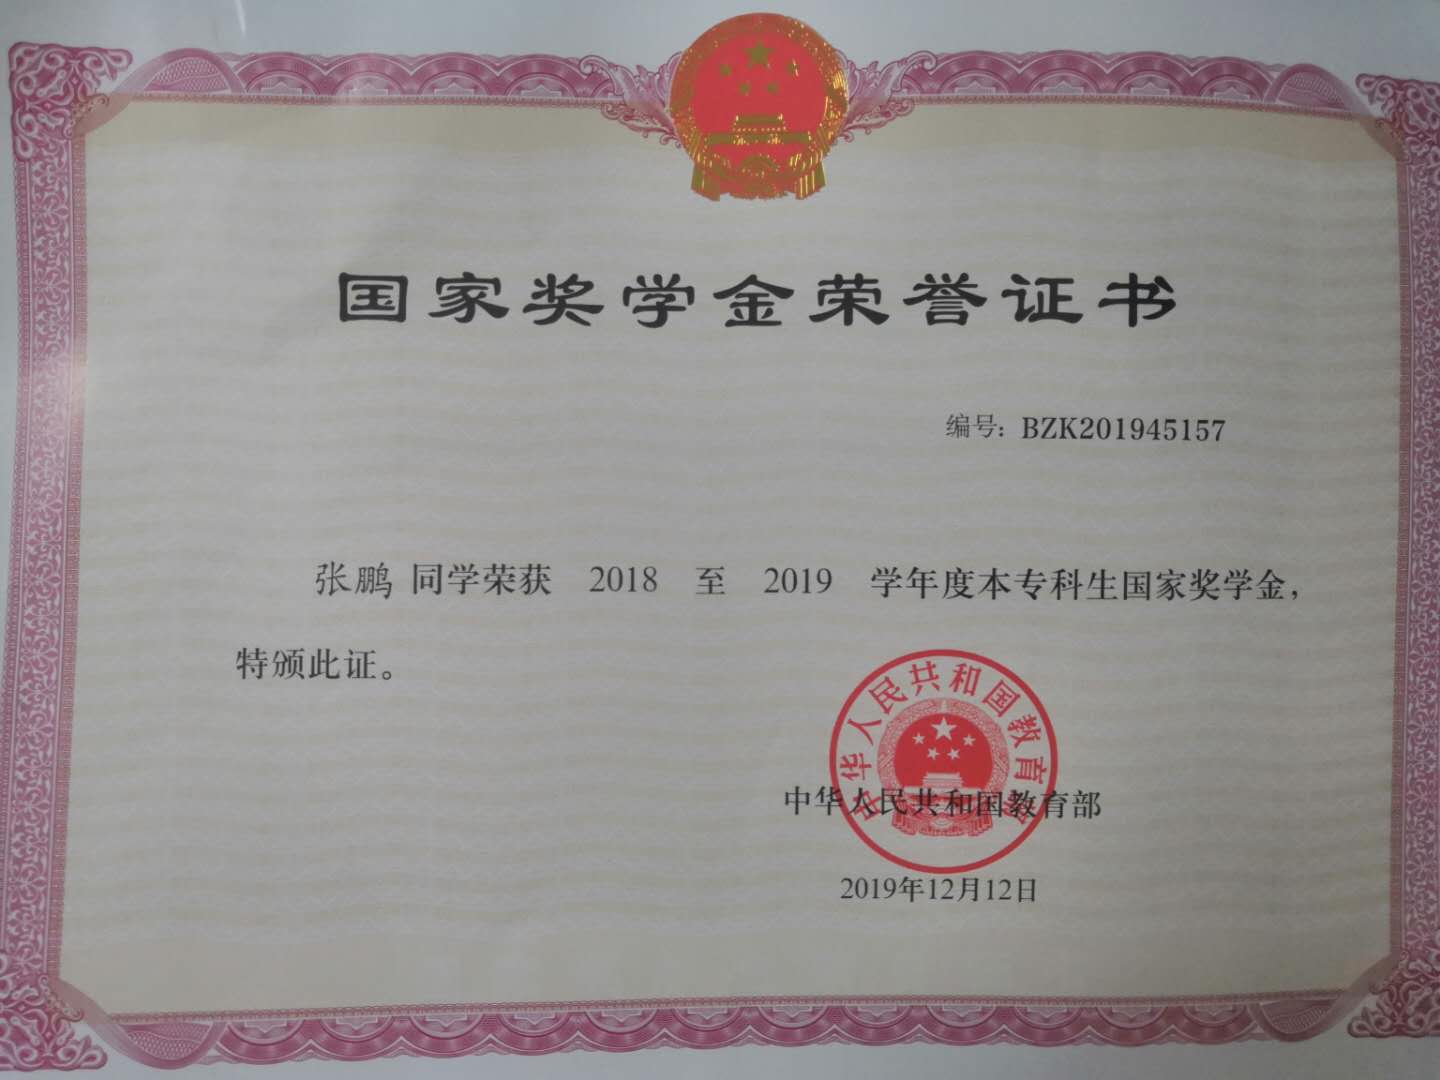 国家奖学金荣誉证书
编号：BZK201945157
张鹏 同学荣获 2018 至 2019 学年度本专科生国家奖学金，
特颁此证。
中华人民共和国教育部
中华人民共和国教育部
2019年12月12日